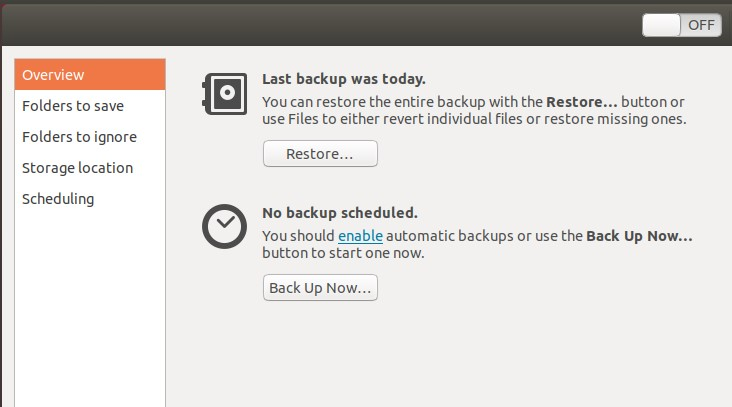 OFF
Overview
Folders to save
Folders to ignore
Storage location
Scheduling
Last backup was today.
You can restore the entire backup with the Restore... button or
use Files to either revert individual files or restore missing ones.
Restore...
No backup scheduled.
You should enable automatic backups or use the Back Up Now...
button to start one now.
Back Up Now...